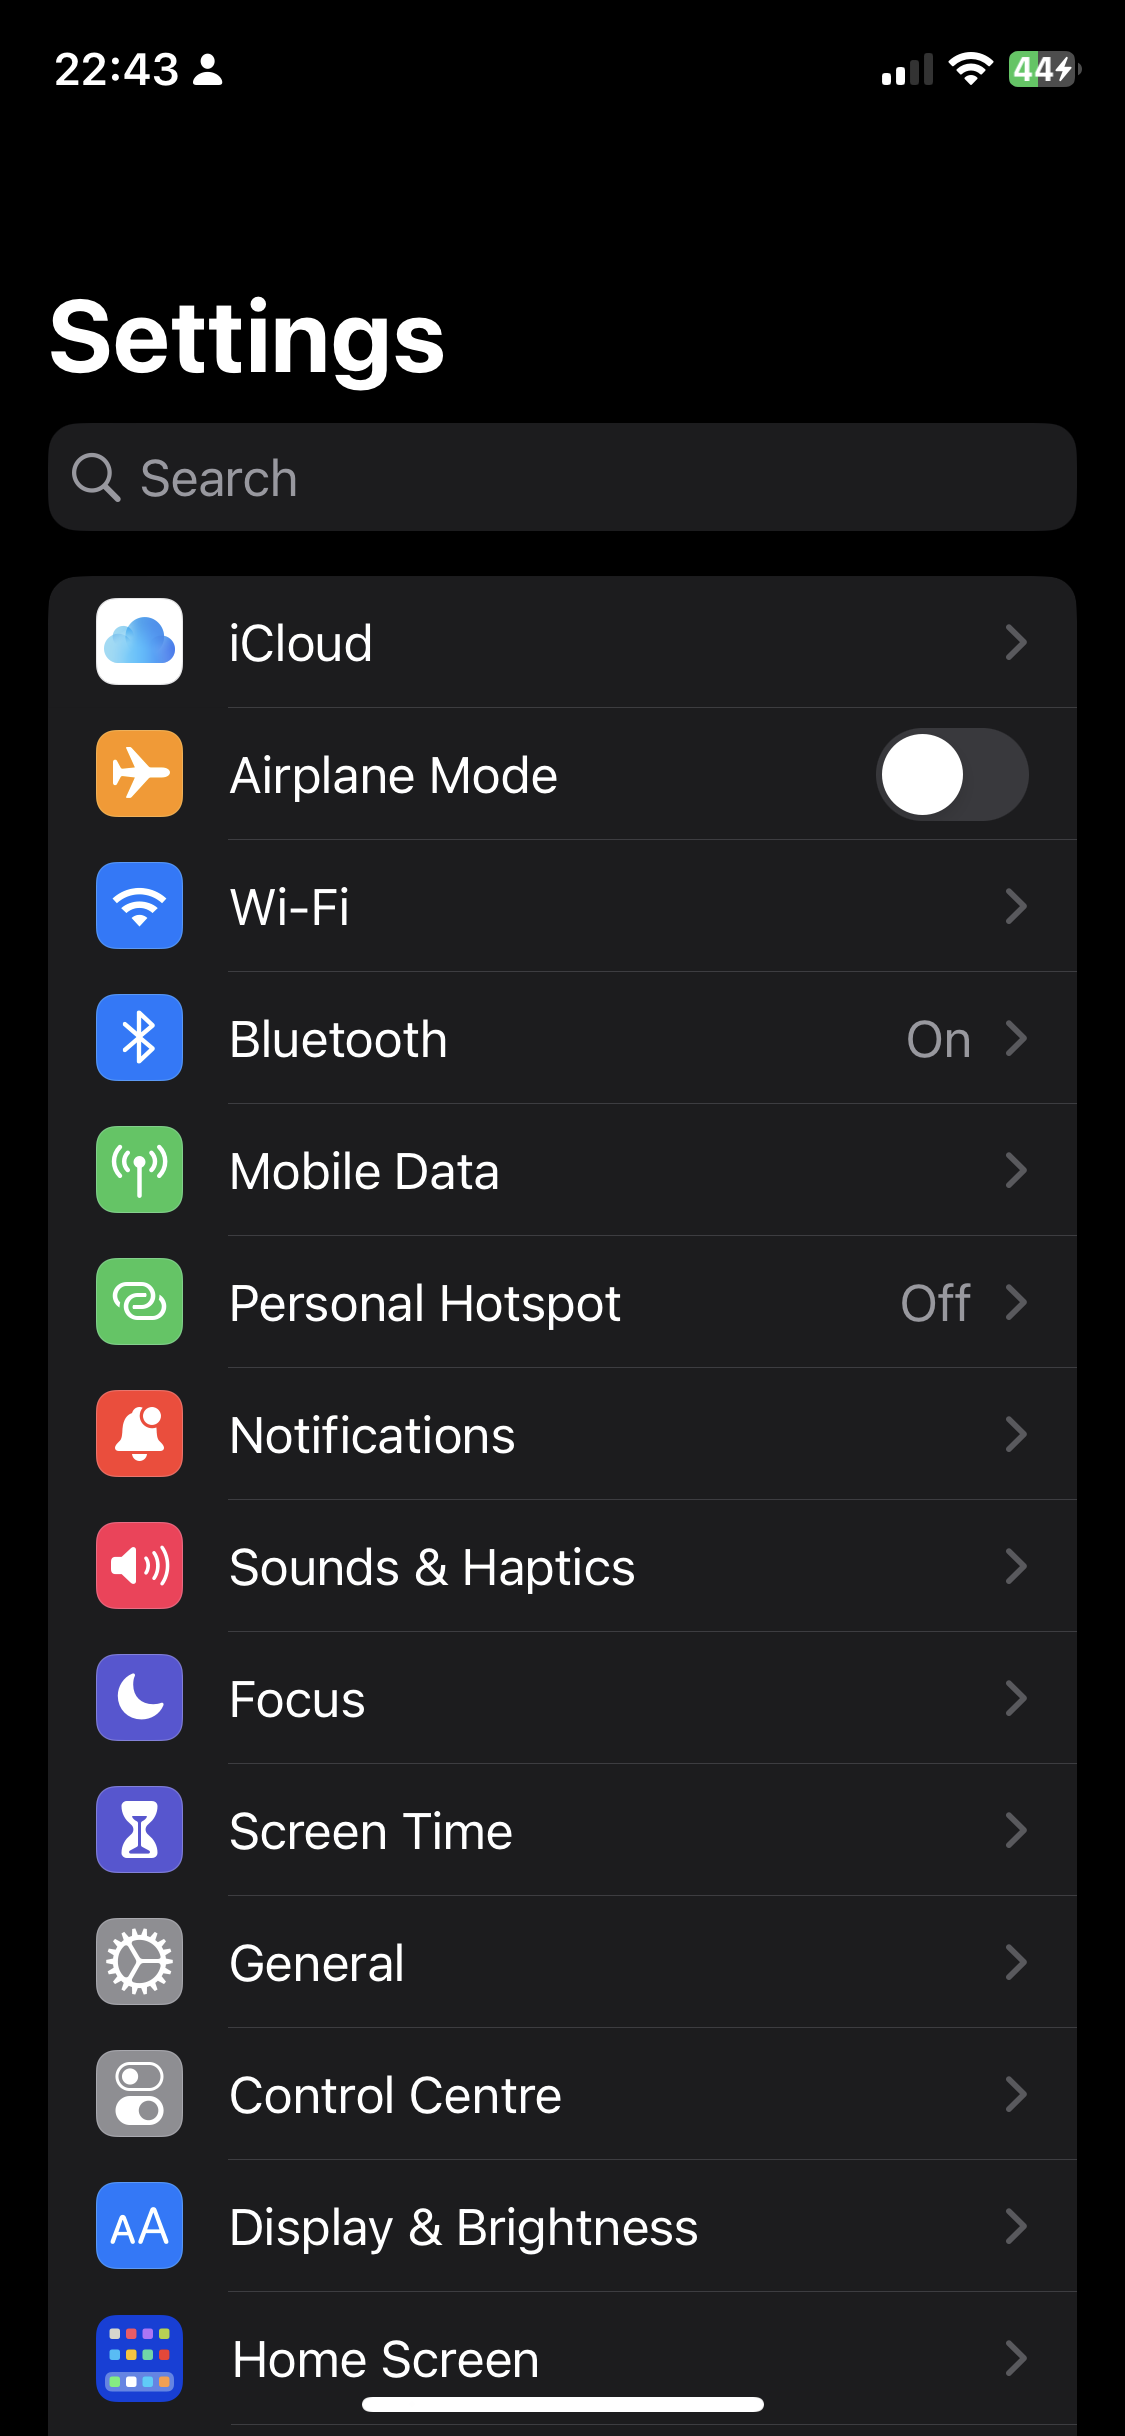 22:43
44
Settings
Search
iCloud
Airplane Mode
Wi-Fi
Bluetooth On
Mobile Data
Personal Hotspot Off
Notifications
Sounds & Haptics
Focus
Screen Time
General
Control Centre
AA Display & Brightness
Home Screen